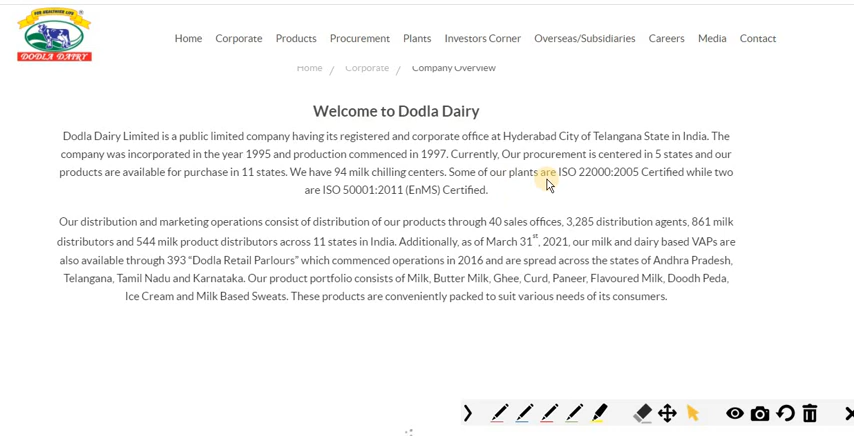 FOR HEALTHIER LIFE
DODLA DAIRY
Home Corporate Products Procurement Plants Investors Corner Overseas/Subsidiaries Careers Media Contact
Home / Corporate / Company Overview
Welcome to Dodla Dairy
Dodla Dairy Limited is a public limited company having its registered and corporate office at Hyderabad City of Telangana State in India. The
company was incorporated in the year 1995 and production commenced in 1997. Currently, Our procurement is centered in 5 states and our
products are available for purchase in 11 states. We have 94 milk chilling centers. Some of our plants are ISO 22000:2005 Certified while two
are ISO 50001:2011 (EnMS) Certified.
Our distribution and marketing operations consist of distribution of our products through 40 sales offices, 3,285 distribution agents, 861 milk
distributors and 544 milk product distributors across 11 states in India. Additionally, as of March 31st, 2021, our milk and dairy based VAPs are
also available through 393 “Dodla Retail Parlours” which commenced operations in 2016 and are spread across the states of Andhra Pradesh,
Telangana, Tamil Nadu and Karnataka. Our product portfolio consists of Milk, Butter Milk, Ghee, Curd, Paneer, Flavoured Milk, Doodh Peda,
Ice Cream and Milk Based Sweats. These products are conveniently packed to suit various needs of its consumers.